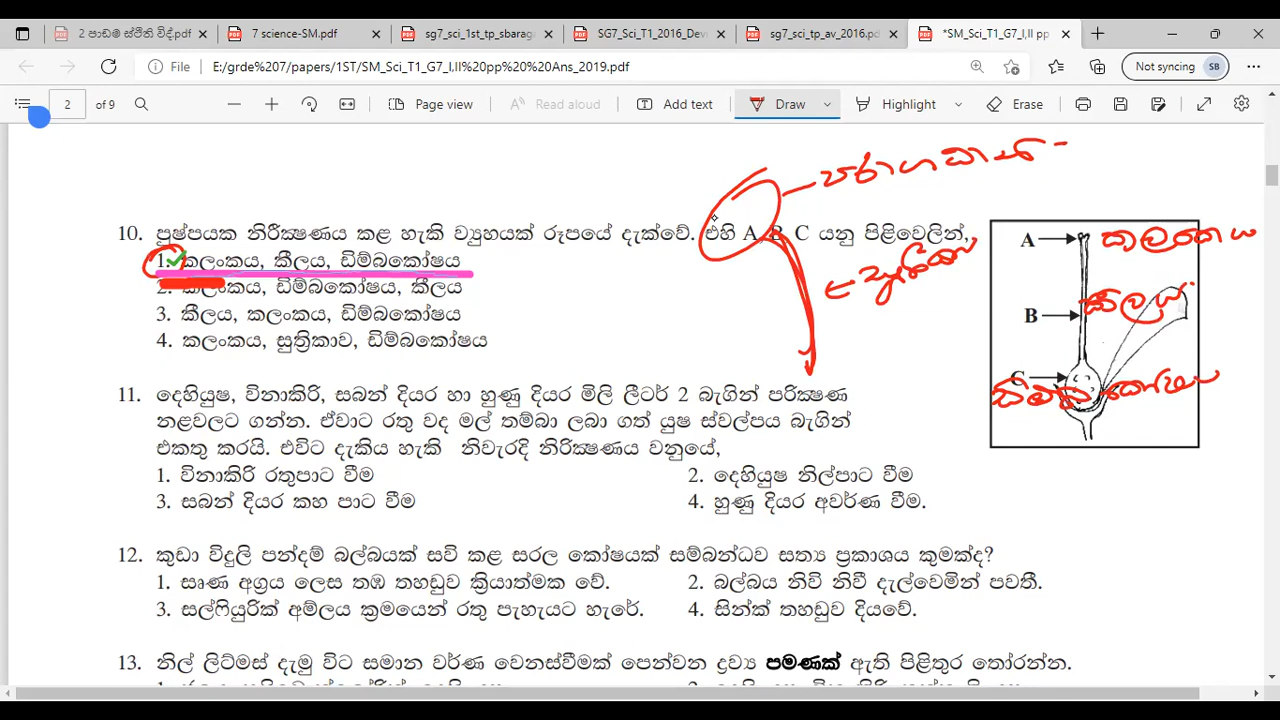 2 පාඩම ස්ථිති විද්.pdf
7 science-SM.pdf
sg7_sci_1st_tp_sbaraga
SG7_Sci_T1_2016_Dev
sg7_sci_tp_av_2016.pd
*SM_Sci_T1_G7_I,II pp
File E:/grde%207/papers/1ST/SM_Sci_T1_G7_I,II%20pp%20%20Ans_2019.pdf
Not syncing SB
2 of 9
Page view
Read aloud
Add text
Draw
Highlight
Erase
10. පුෂ්පයක නිරීක්‍ෂණය කළ හැකි ව්‍යුහයක් රූපයේ දැක්වේ. එහි A B C යනු පිළිවෙලින්,
1. කලංකය, කීලය, ඩිම්බකෝෂය
2. කලංකය, ඩිම්බකෝෂය, කීලය
3. කීලය, කලංකය, ඩිම්බකෝෂය
4. කලංකය, සුත්‍රිකාව, ඩිම්බකෝෂය
A කලංකය
B කීලය
C ඩිම්බ කෝෂය
11. දෙහියුෂ, විනාකිරි, සබන් දියර හා හුණු දියර මිලි ලීටර් 2 බැගින් පරික්‍ෂණ
නළවලට ගන්න. ඒවාට රතු වද මල් තම්බා ලබා ගත් යුෂ ස්වල්පය බැගින්
එකතු කරයි. එවිට දැකිය හැකි නිවැරදි නිරික්‍ෂණය වනුයේ,
1. විනාකිරි රතුපාට වීම
2. දෙහියුෂ නිල්පාට වීම
3. සබන් දියර කහ පාට වීම
4. හුණු දියර අවර්ණ වීම.
12. කුඩා විදුලි පන්දම් බල්බයක් සවි කළ සරල කෝෂයක් සම්බන්ධව සත්‍ය ප්‍රකාශය කුමක්ද?
1. සෘණ අග්‍රය ලෙස තඹ තහඩුව ක්‍රියාත්මක වේ.
2. බල්බය නිවි නිවී දැල්වෙමින් පවතී.
3. සල්ෆියුරික් අම්ලය ක්‍රමයෙන් රතු පැහැයට හැරේ.
4. සින්ක් තහඩුව දියවේ.
13. නිල් ලිට්මස් දැමු විට සමාන වර්ණ වෙනස්වීමක් පෙන්වන ද්‍රව්‍ය පමණක් ඇති පිළිතුර තෝරන්න.